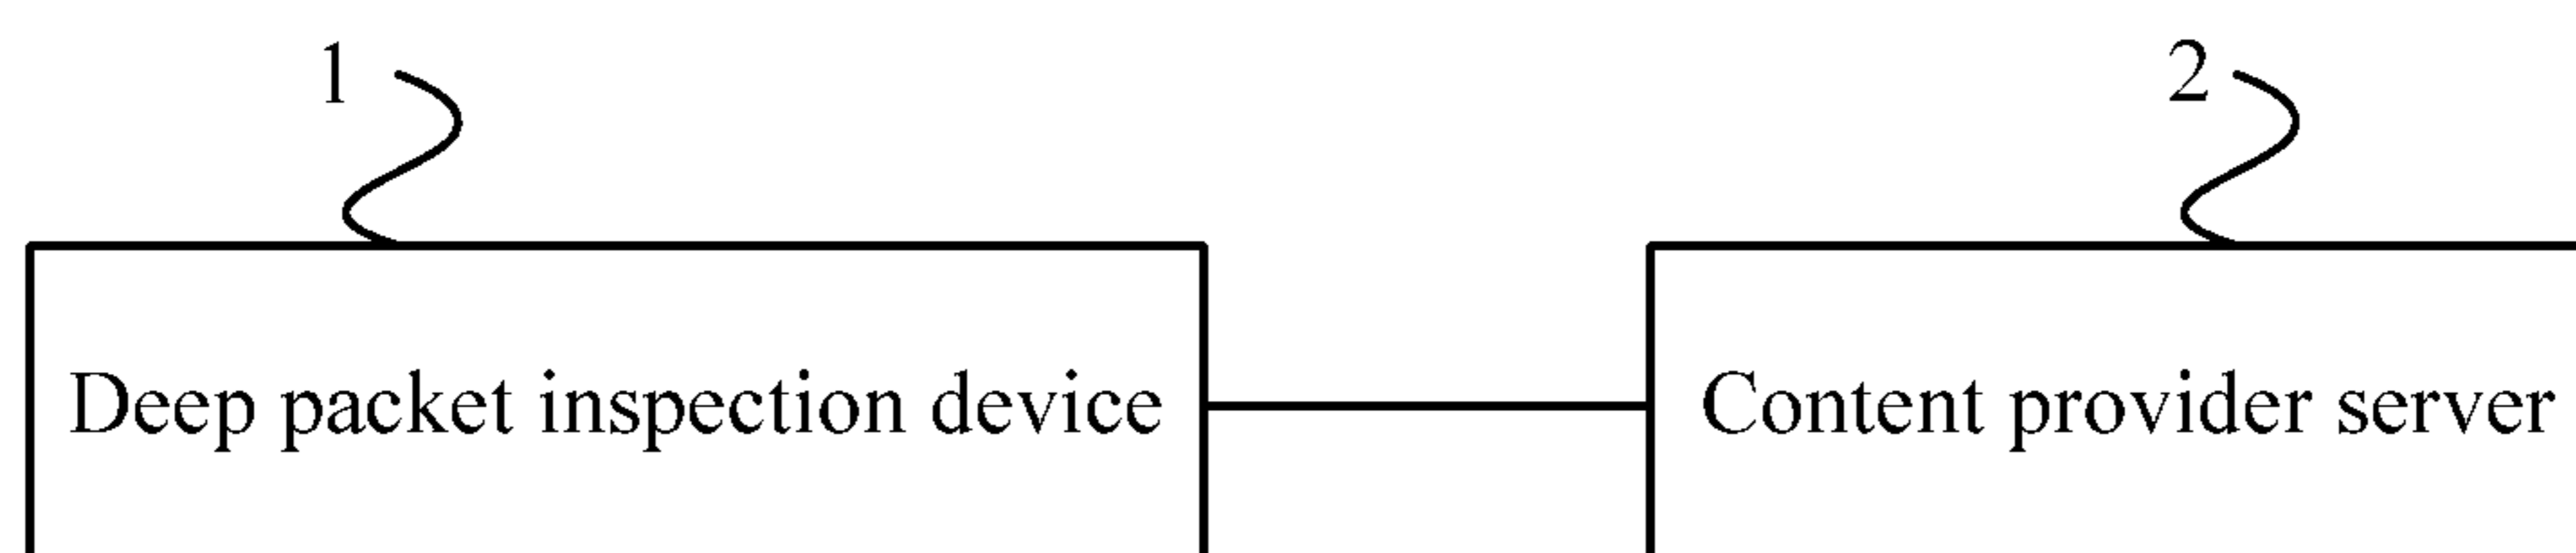 1
2
Deep packet inspection device
Content provider server